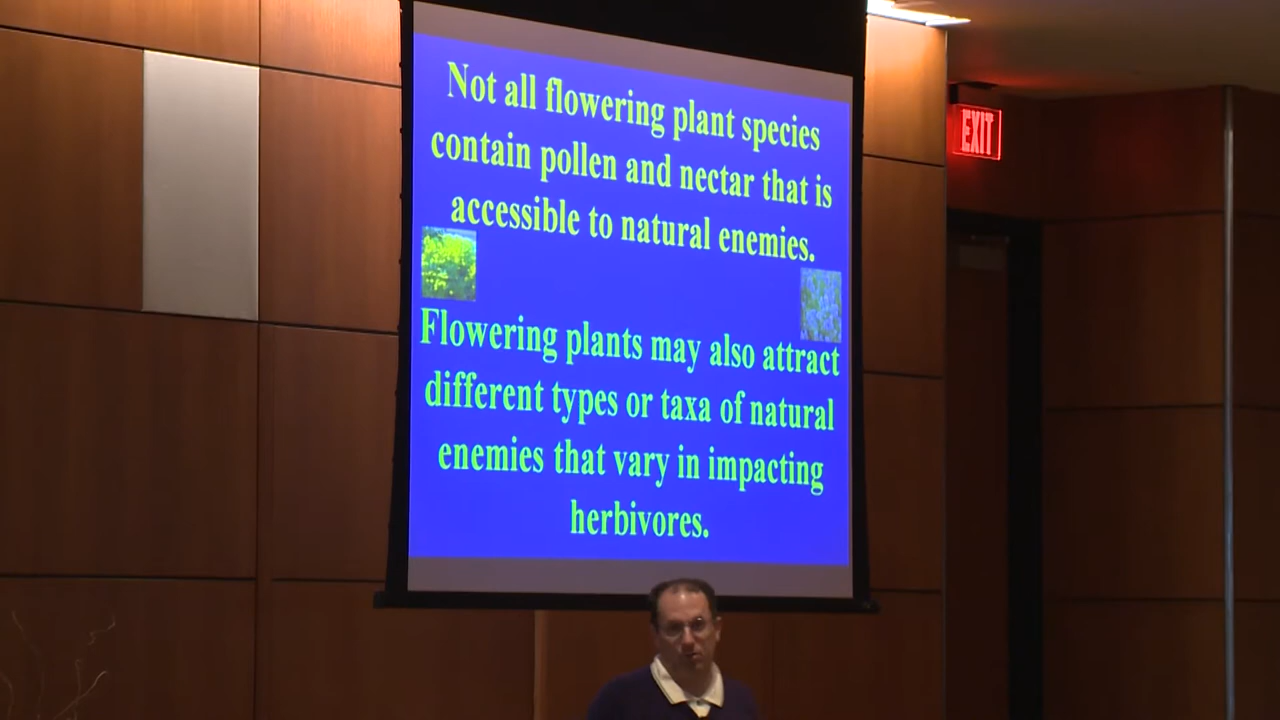 Not all flowering plant species
contain pollen and nectar that is
accessible to natural enemies.
Flowering plants may also attract
different types or taxa of natural
enemies that vary in impacting
herbivores.
EXIT